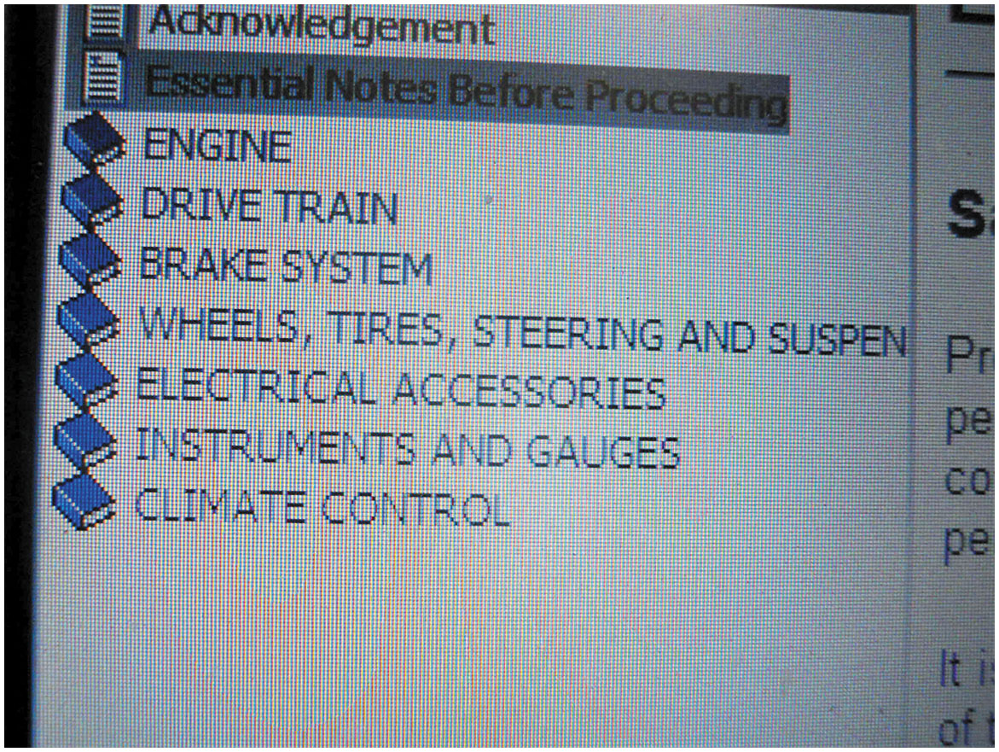 Acknowledgement
Essential Notes Before Proceeding
ENGINE
DRIVE TRAIN
BRAKE SYSTEM
WHEELS, TIRES, STEERING AND SUSPEN
ELECTRICAL ACCESSORIES
INSTRUMENTS AND GAUGES
CLIMATE CONTROL
Sa
Pr
pe
co
pe
It is
of t